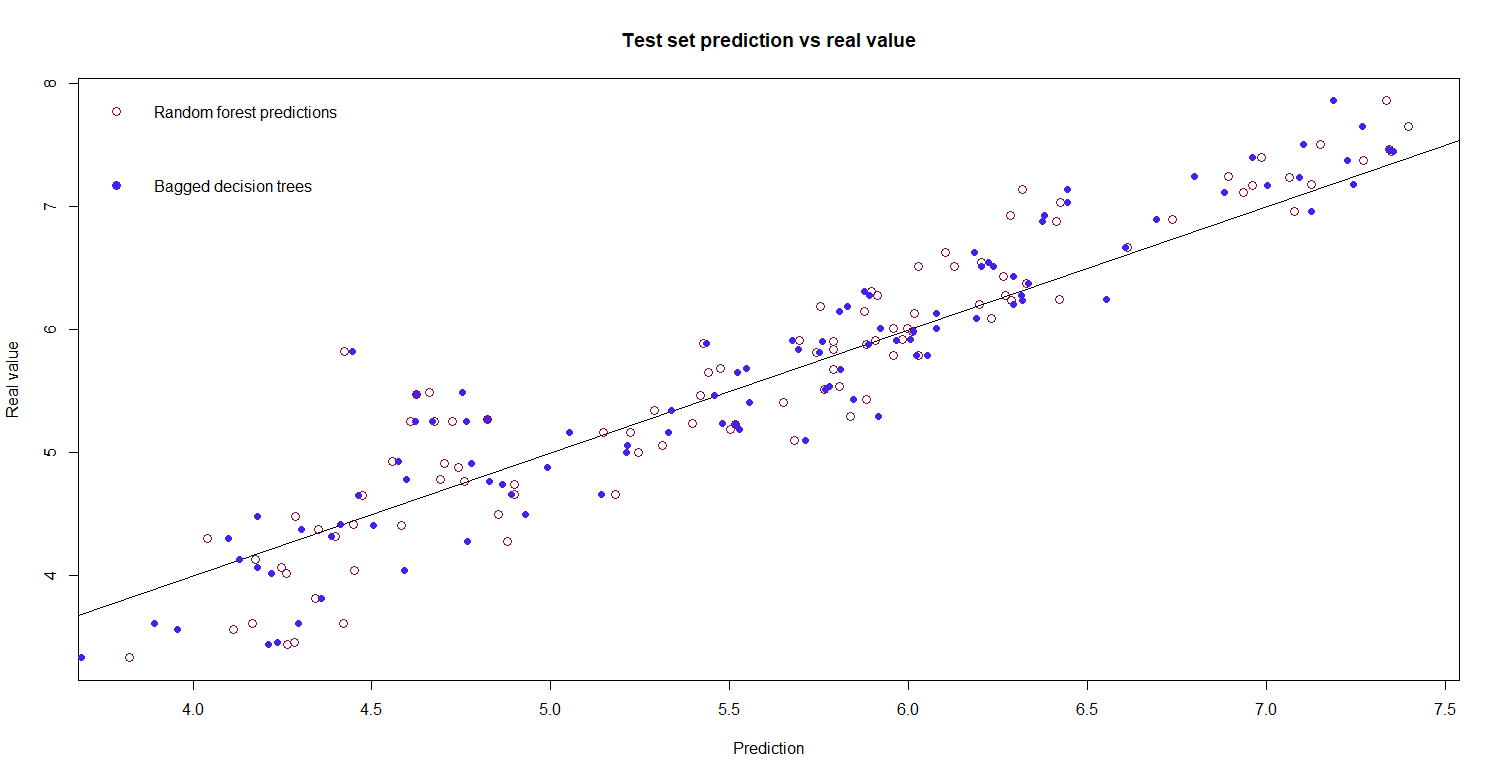 Test set prediction vs real value
Random forest predictions
Bagged decision trees
Real value
8
7
6
5
4
4.0 4.5 5.0 5.5 6.0 6.5 7.0 7.5
Prediction